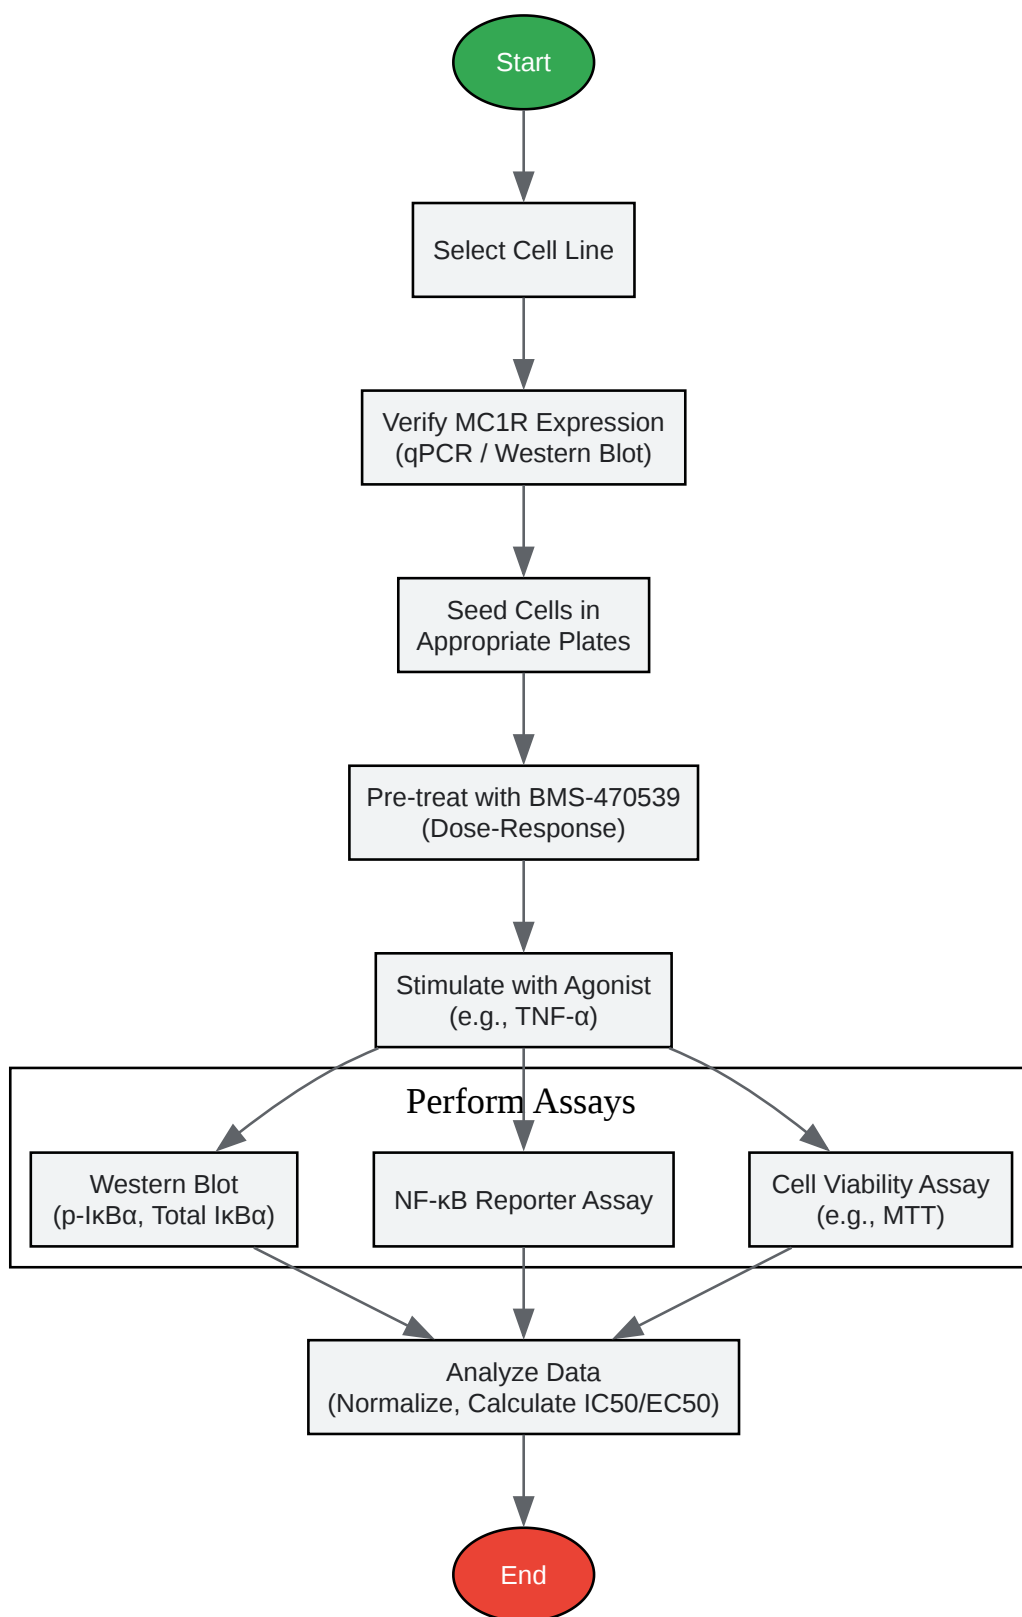 Start
Select Cell Line
Verify MC1R Expression
(qPCR / Western Blot)
Seed Cells in
Appropriate Plates
Pre-treat with BMS-470539
(Dose-Response)
Stimulate with Agonist
(e.g., TNF-α)
Perform Assays
Western Blot
(p-IκBα, Total IκBα)
NF-κB Reporter Assay
Cell Viability Assay
(e.g., MTT)
Analyze Data
(Normalize, Calculate IC50/EC50)
End